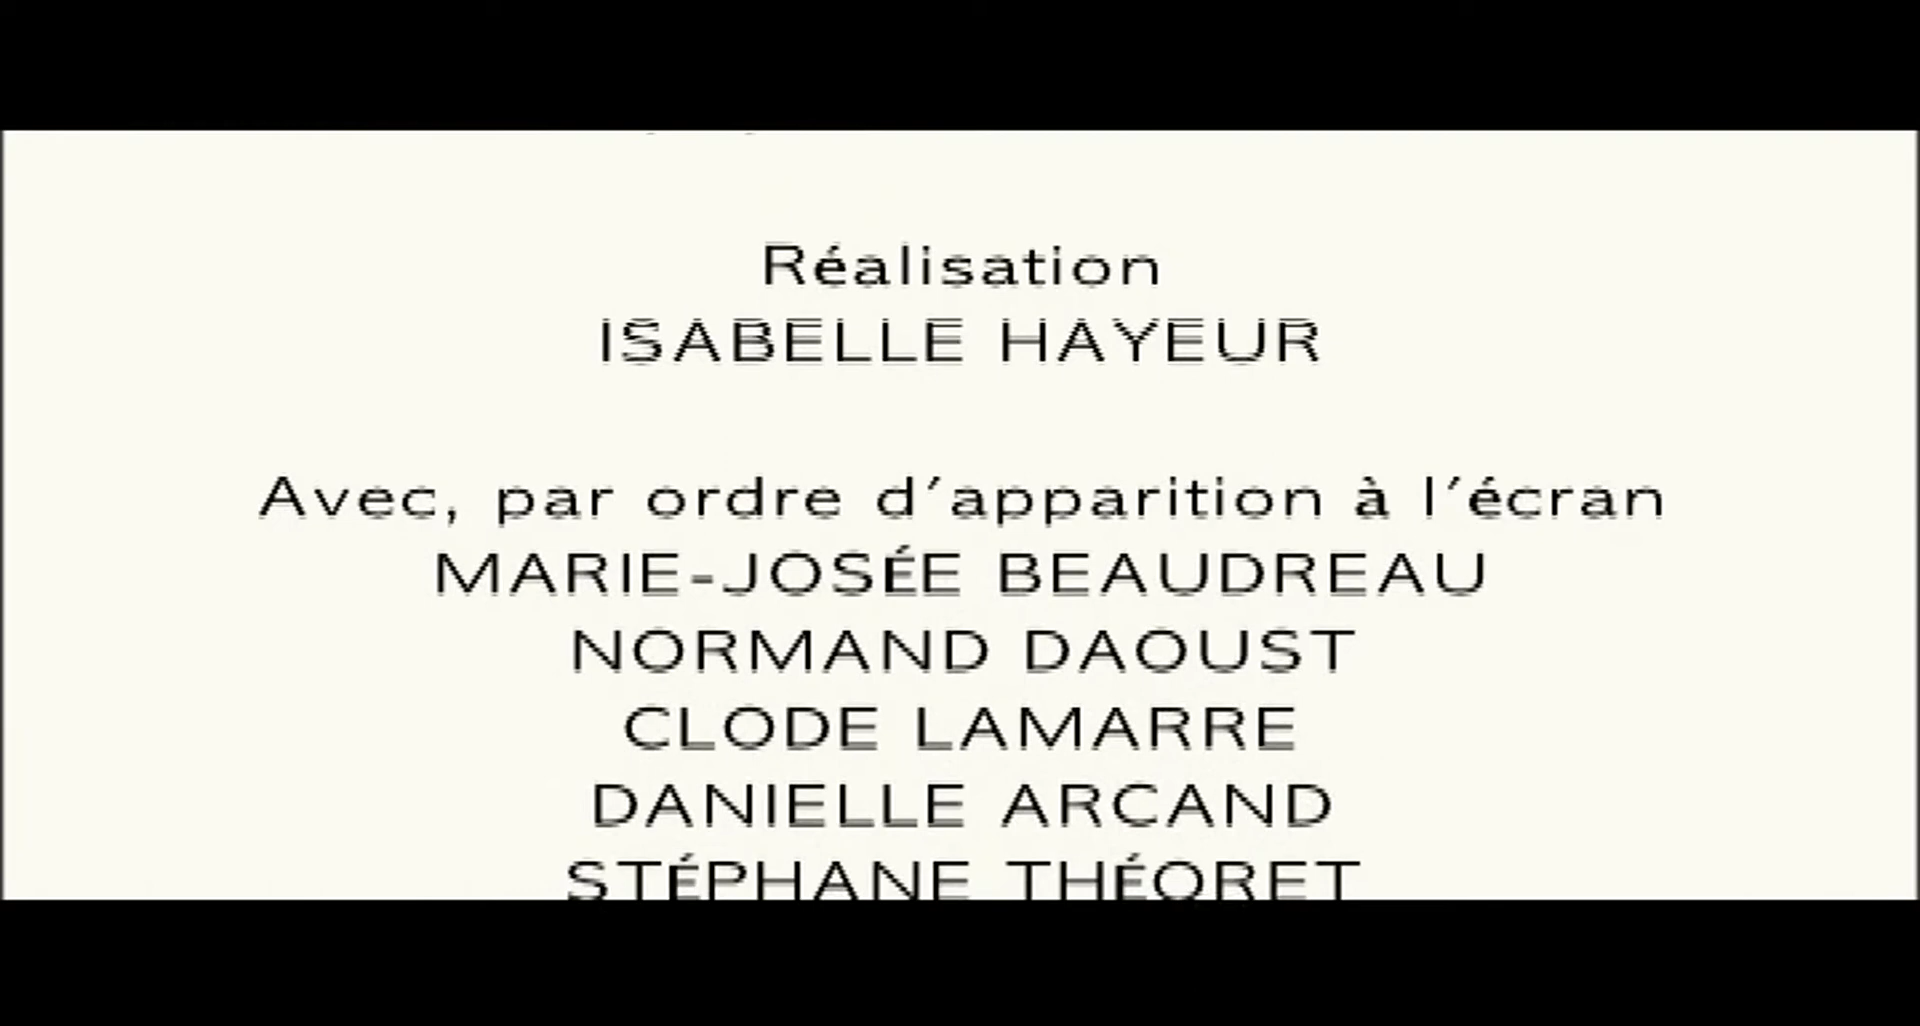 Réalisation
ISABELLE HAYEUR
Avec, par ordre d'apparition à l'écran
MARIE-JOSÉE BEAUDREAU
NORMAND DAOUST
CLODE LAMARRE
DANIELLE ARCAND
STÉPHANE THÉORET